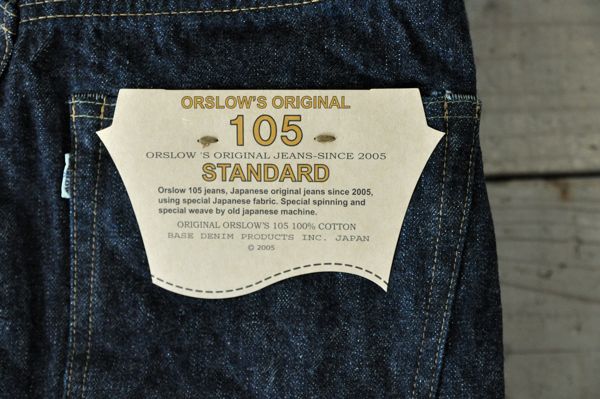 ORSLOW'S ORIGINAL
105
ORSLOW 'S ORIGINAL JEANS-SINCE 2005
STANDARD
Orslow 105 jeans, Japanese original jeans since 2005,
using special Japanese fabric. Special spinning and
special weave by old japanese machine.
ORIGINAL ORSLOW'S 105 100% COTTON
BASE DENIM PRODUCTS INC. JAPAN
© 2005